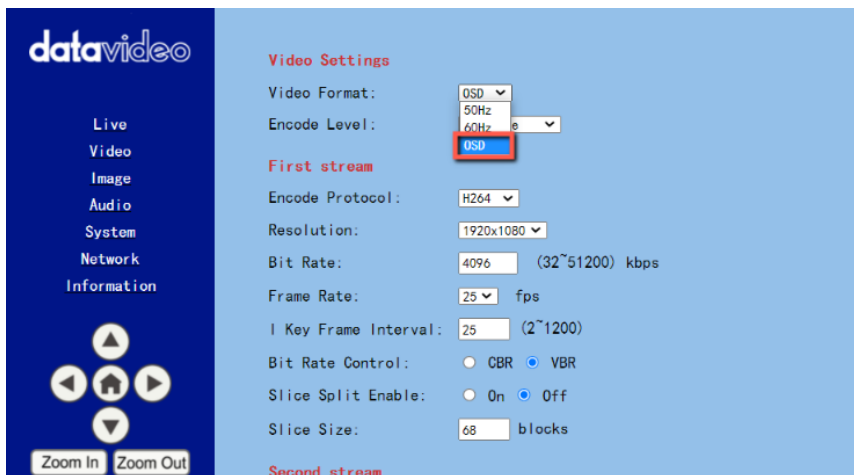 datavideo
Live
Video
Image
Audio
System
Network
Information
Zoom In
Zoom Out
Video Settings
Video Format: OSD
50Hz
60Hz
OSD
Encode Level: e
First stream
Encode Protocol: H264
Resolution: 1920x1080
Bit Rate: 4096 (32~51200) kbps
Frame Rate: 25 fps
I Key Frame Interval: 25 (2~1200)
Bit Rate Control: CBR VBR
Slice Split Enable: On Off
Slice Size: 68 blocks
Second stream